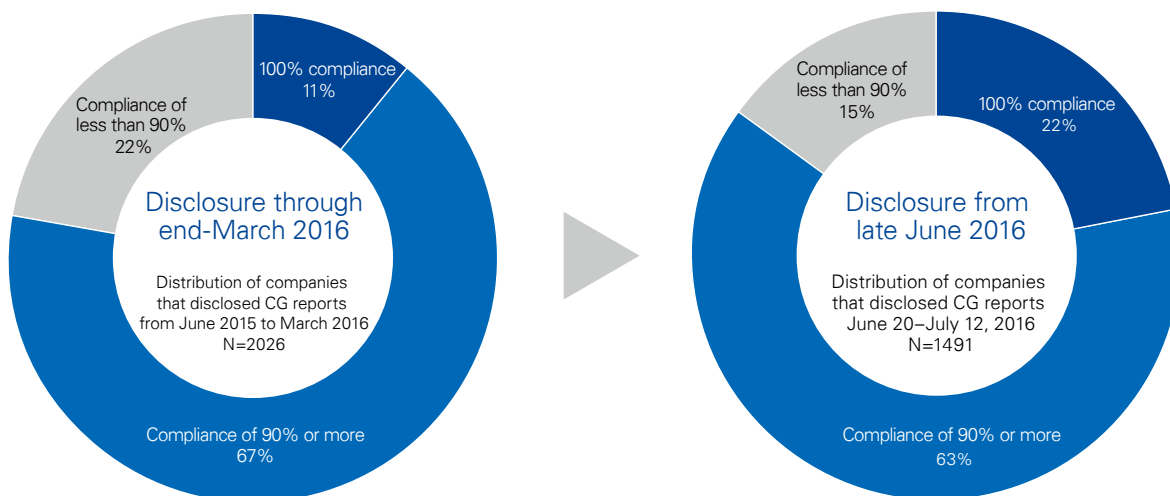 100% compliance
11%
Compliance of
less than 90%
22%
Disclosure through
end-March 2016
Distribution of companies
that disclosed CG reports
from June 2015 to March 2016
N=2026
Compliance of 90% or more
67%
Compliance of
less than 90%
15%
100% compliance
22%
Disclosure from
late June 2016
Distribution of companies
that disclosed CG reports
June 20–July 12, 2016
N=1491
Compliance of 90% or more
63%